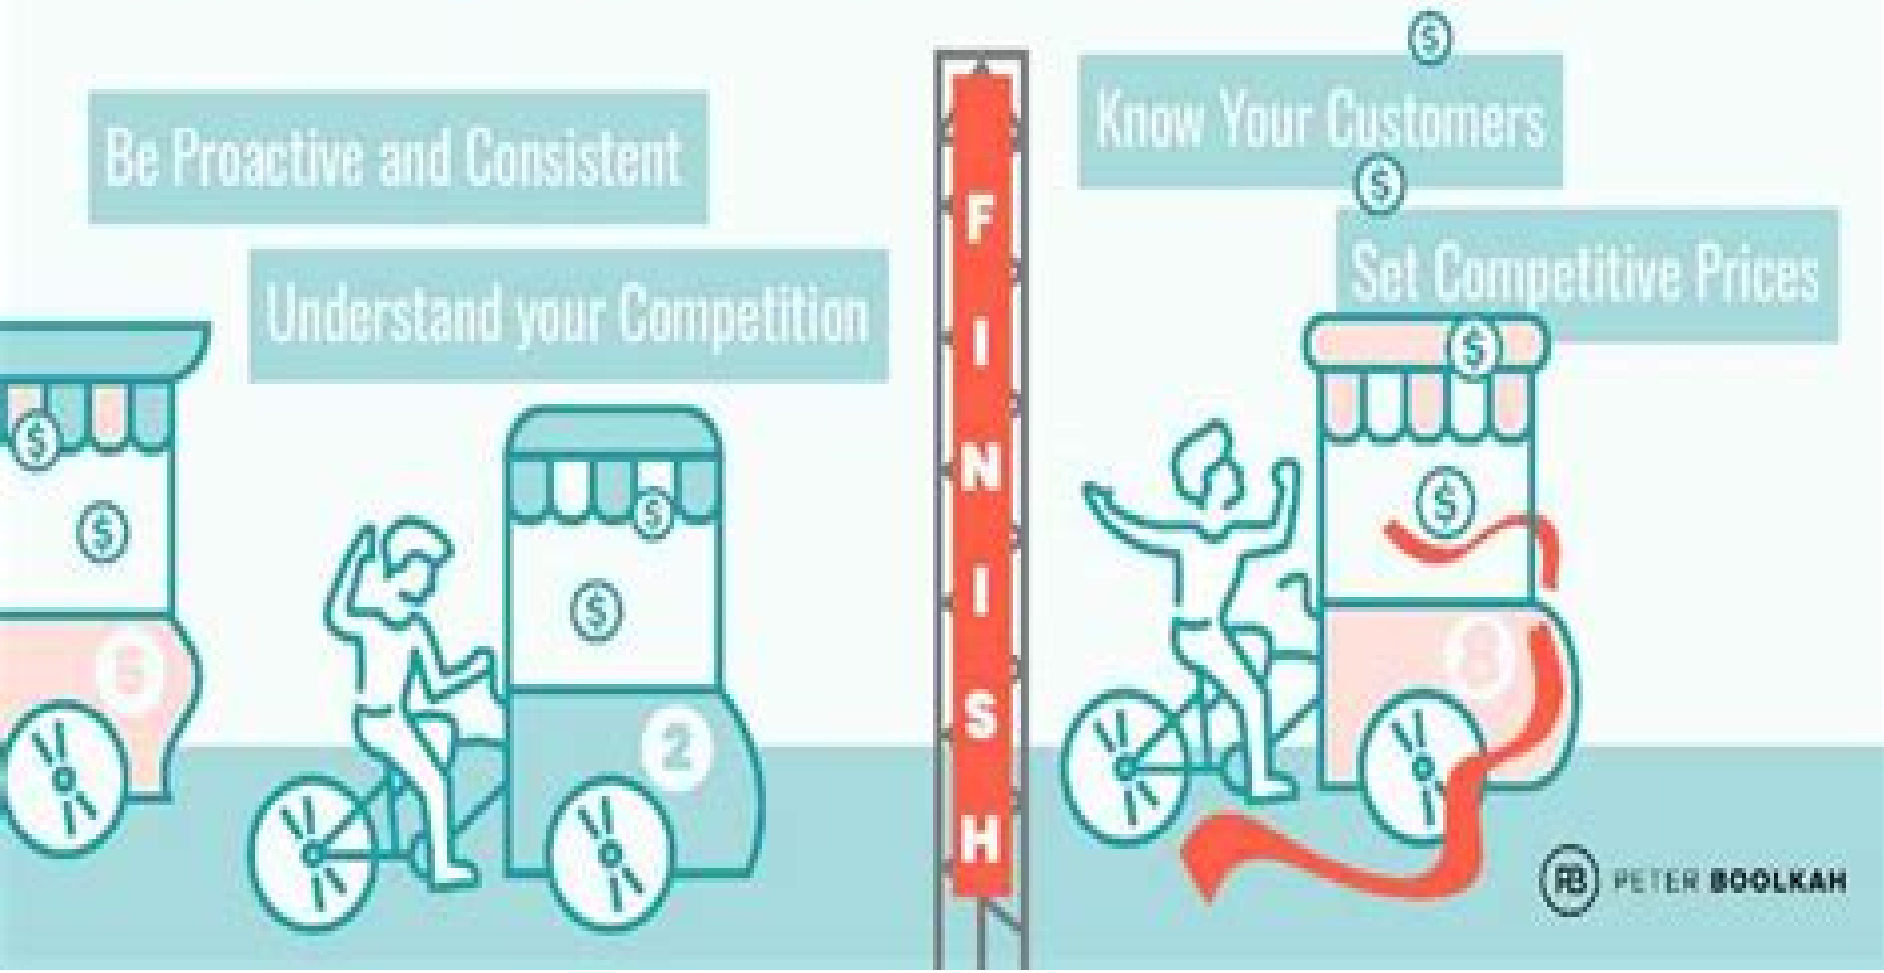 Be Proactive and Consistent
Understand your Competition
FINISH
Know Your Customers
Set Competitive Prices
$
$
$
$
$
$
$
$
2
PETER BOOLKAH